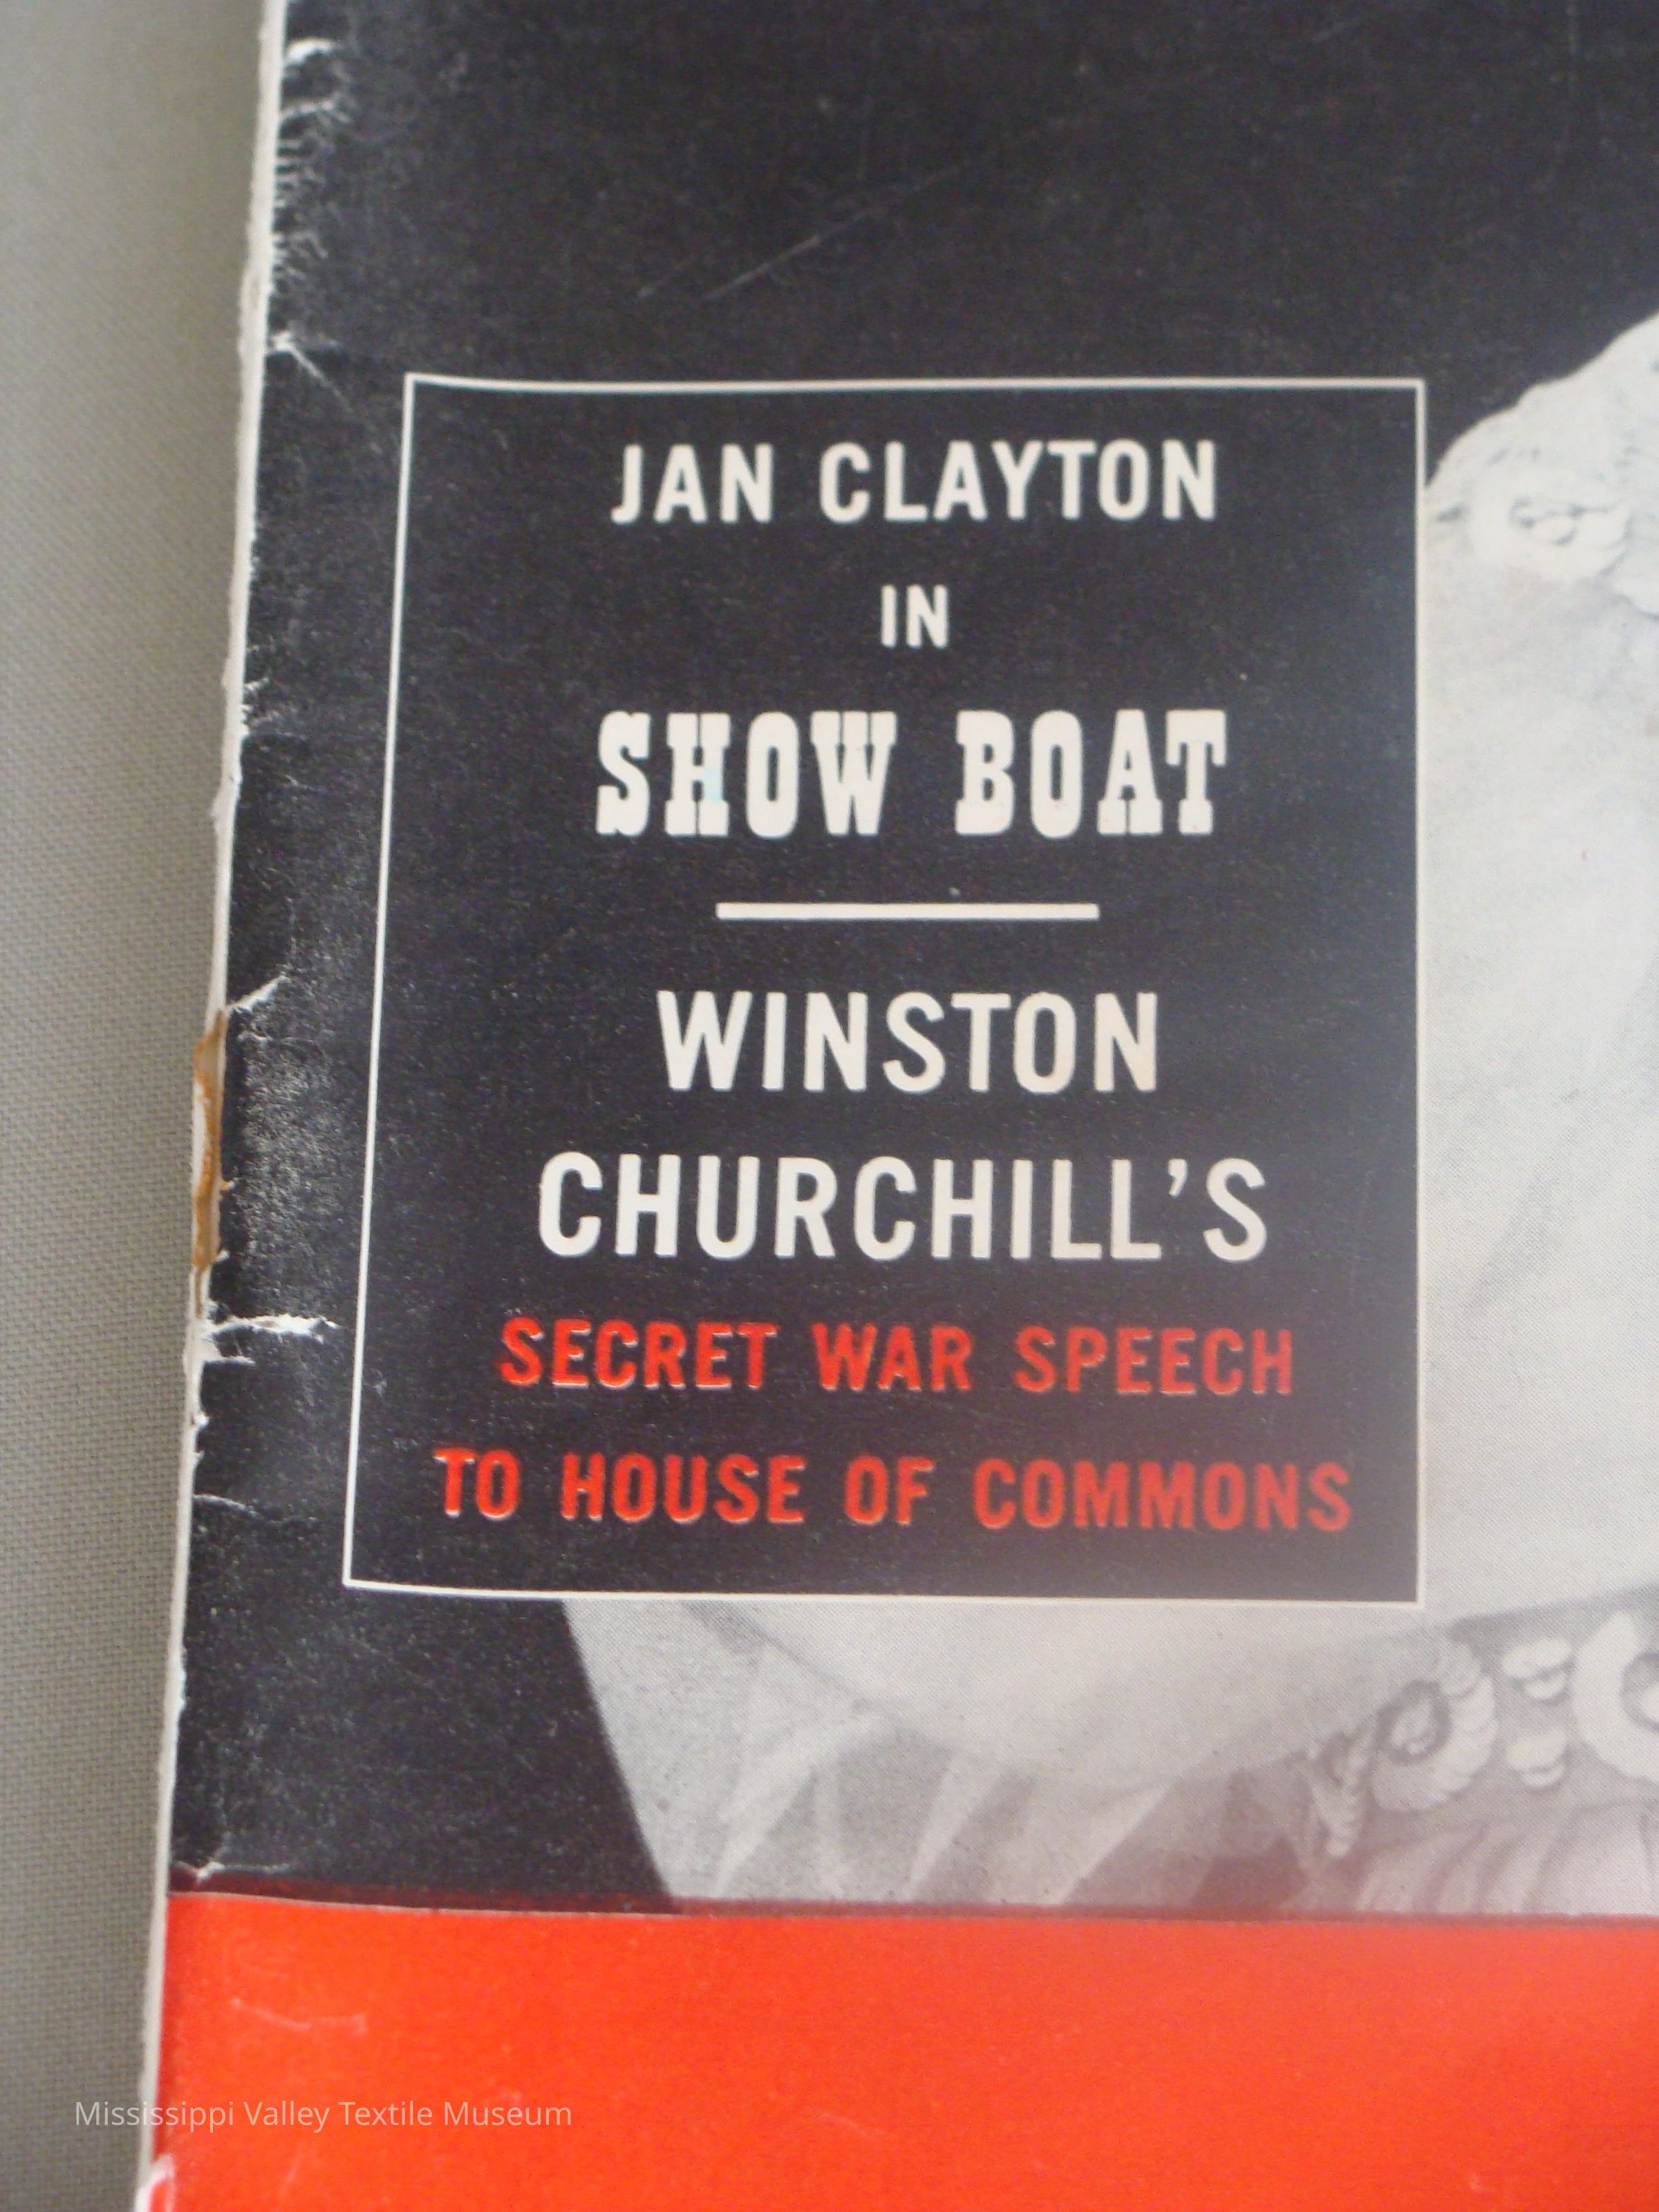 JAN CLAYTON
IN
SHOW BOAT
WINSTON
CHURCHILL'S
SECRET WAR SPEECH
TO HOUSE OF COMMONS
Mississippi Valley Textile Museum